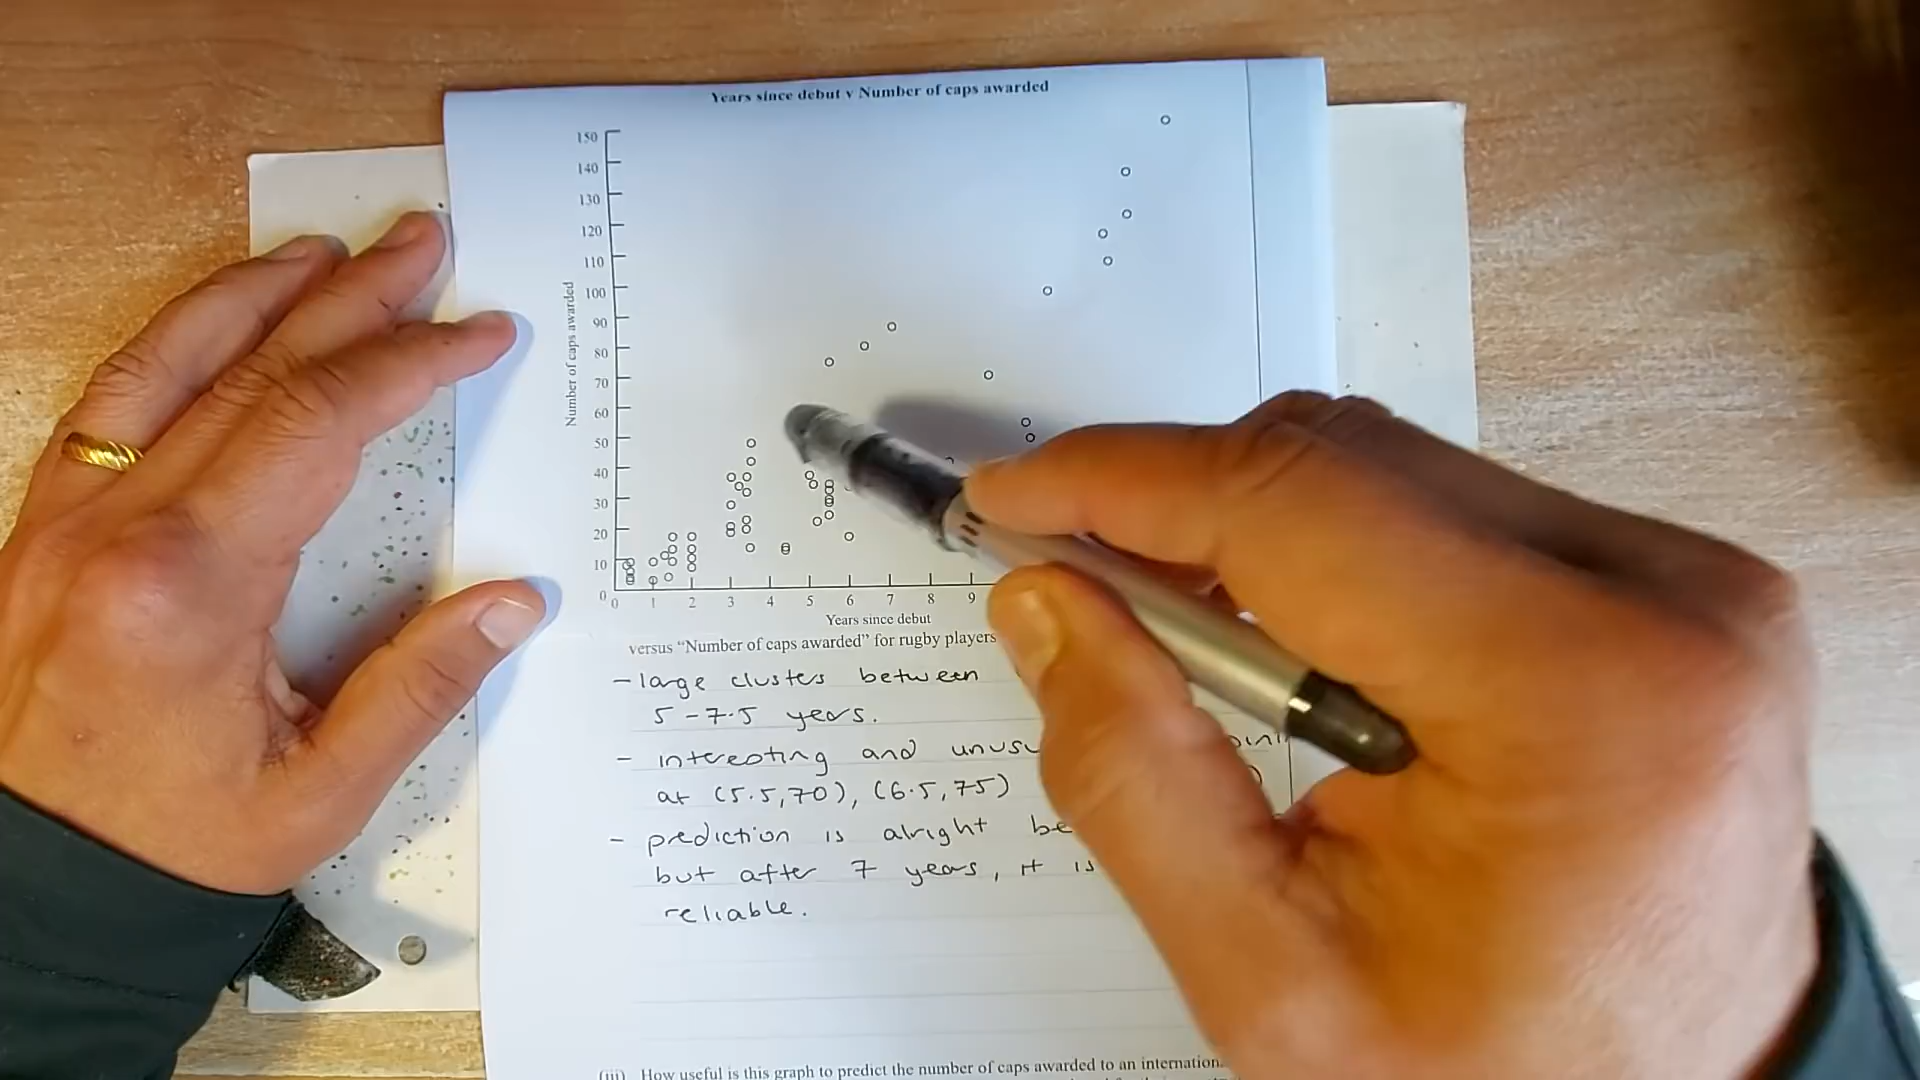 Years since debut v Number of caps awarded
150
140
130
120
110
100
90
80
70
60
50
40
30
20
10
0
Number of caps awarded
0 1 2 3 4 5 6 7 8 9
Years since debut
versus “Number of caps awarded” for rugby players
- large clusters between
5 - 7.5 years.
- interesting and
at (5.5,70), (6.5,75)
- prediction is alright
but after 7 years, it is
reliable.
(iii) How useful is this graph to predict the number of caps awarded to an